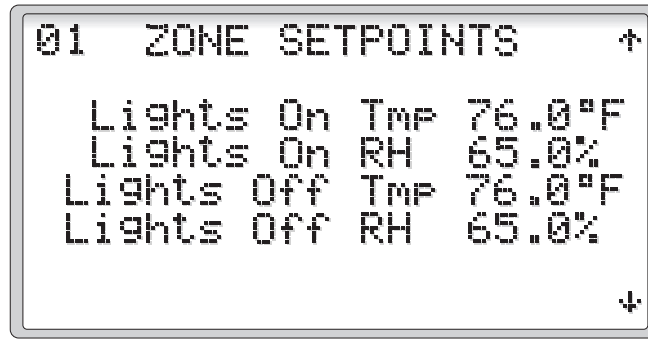 01 ZONE SETPOINTS ↑
Lights On Tmp 76.0°F
Lights On RH 65.0%
Lights Off Tmp 76.0°F
Lights Off RH 65.0%
↓